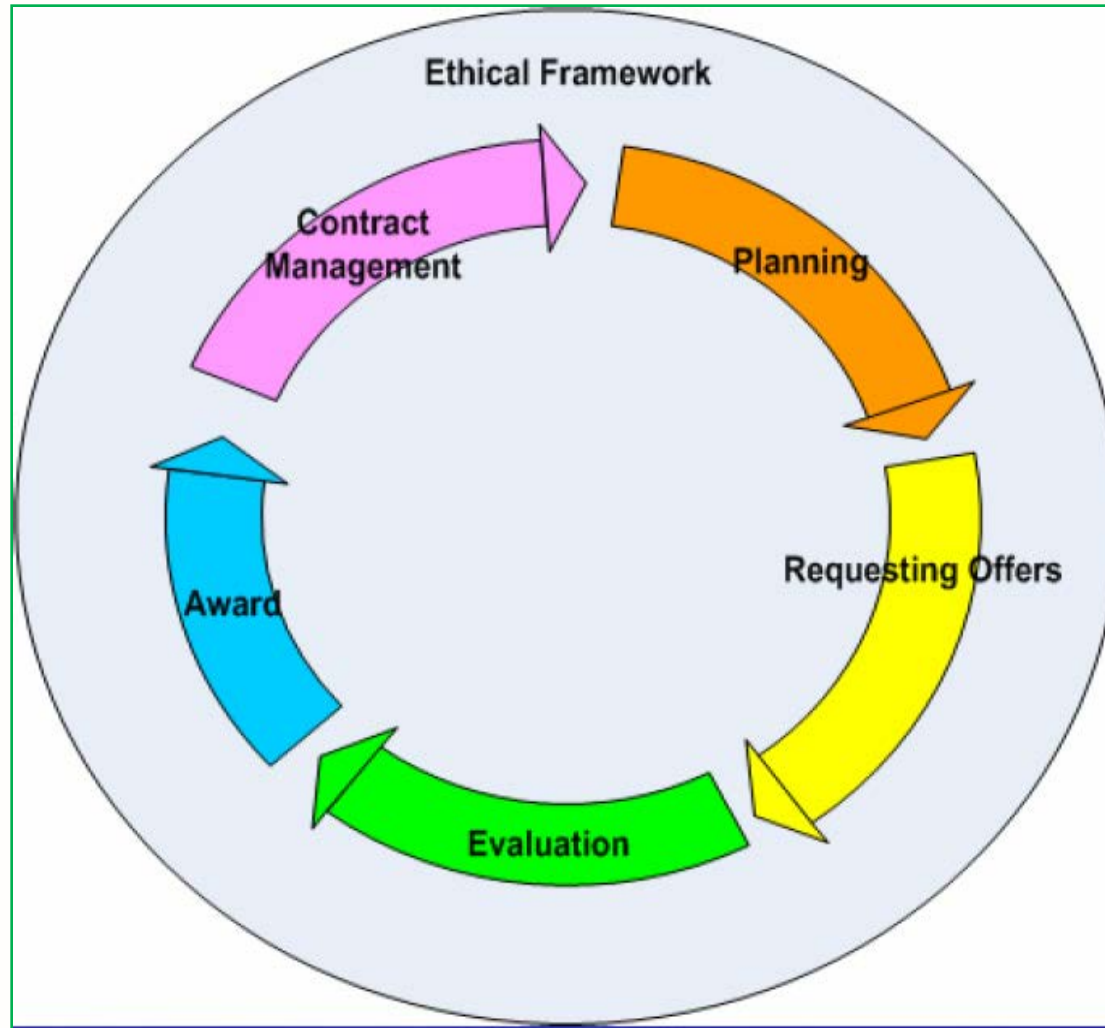 Ethical Framework
Contract
Management
Planning
Requesting Offers
Award
Evaluation